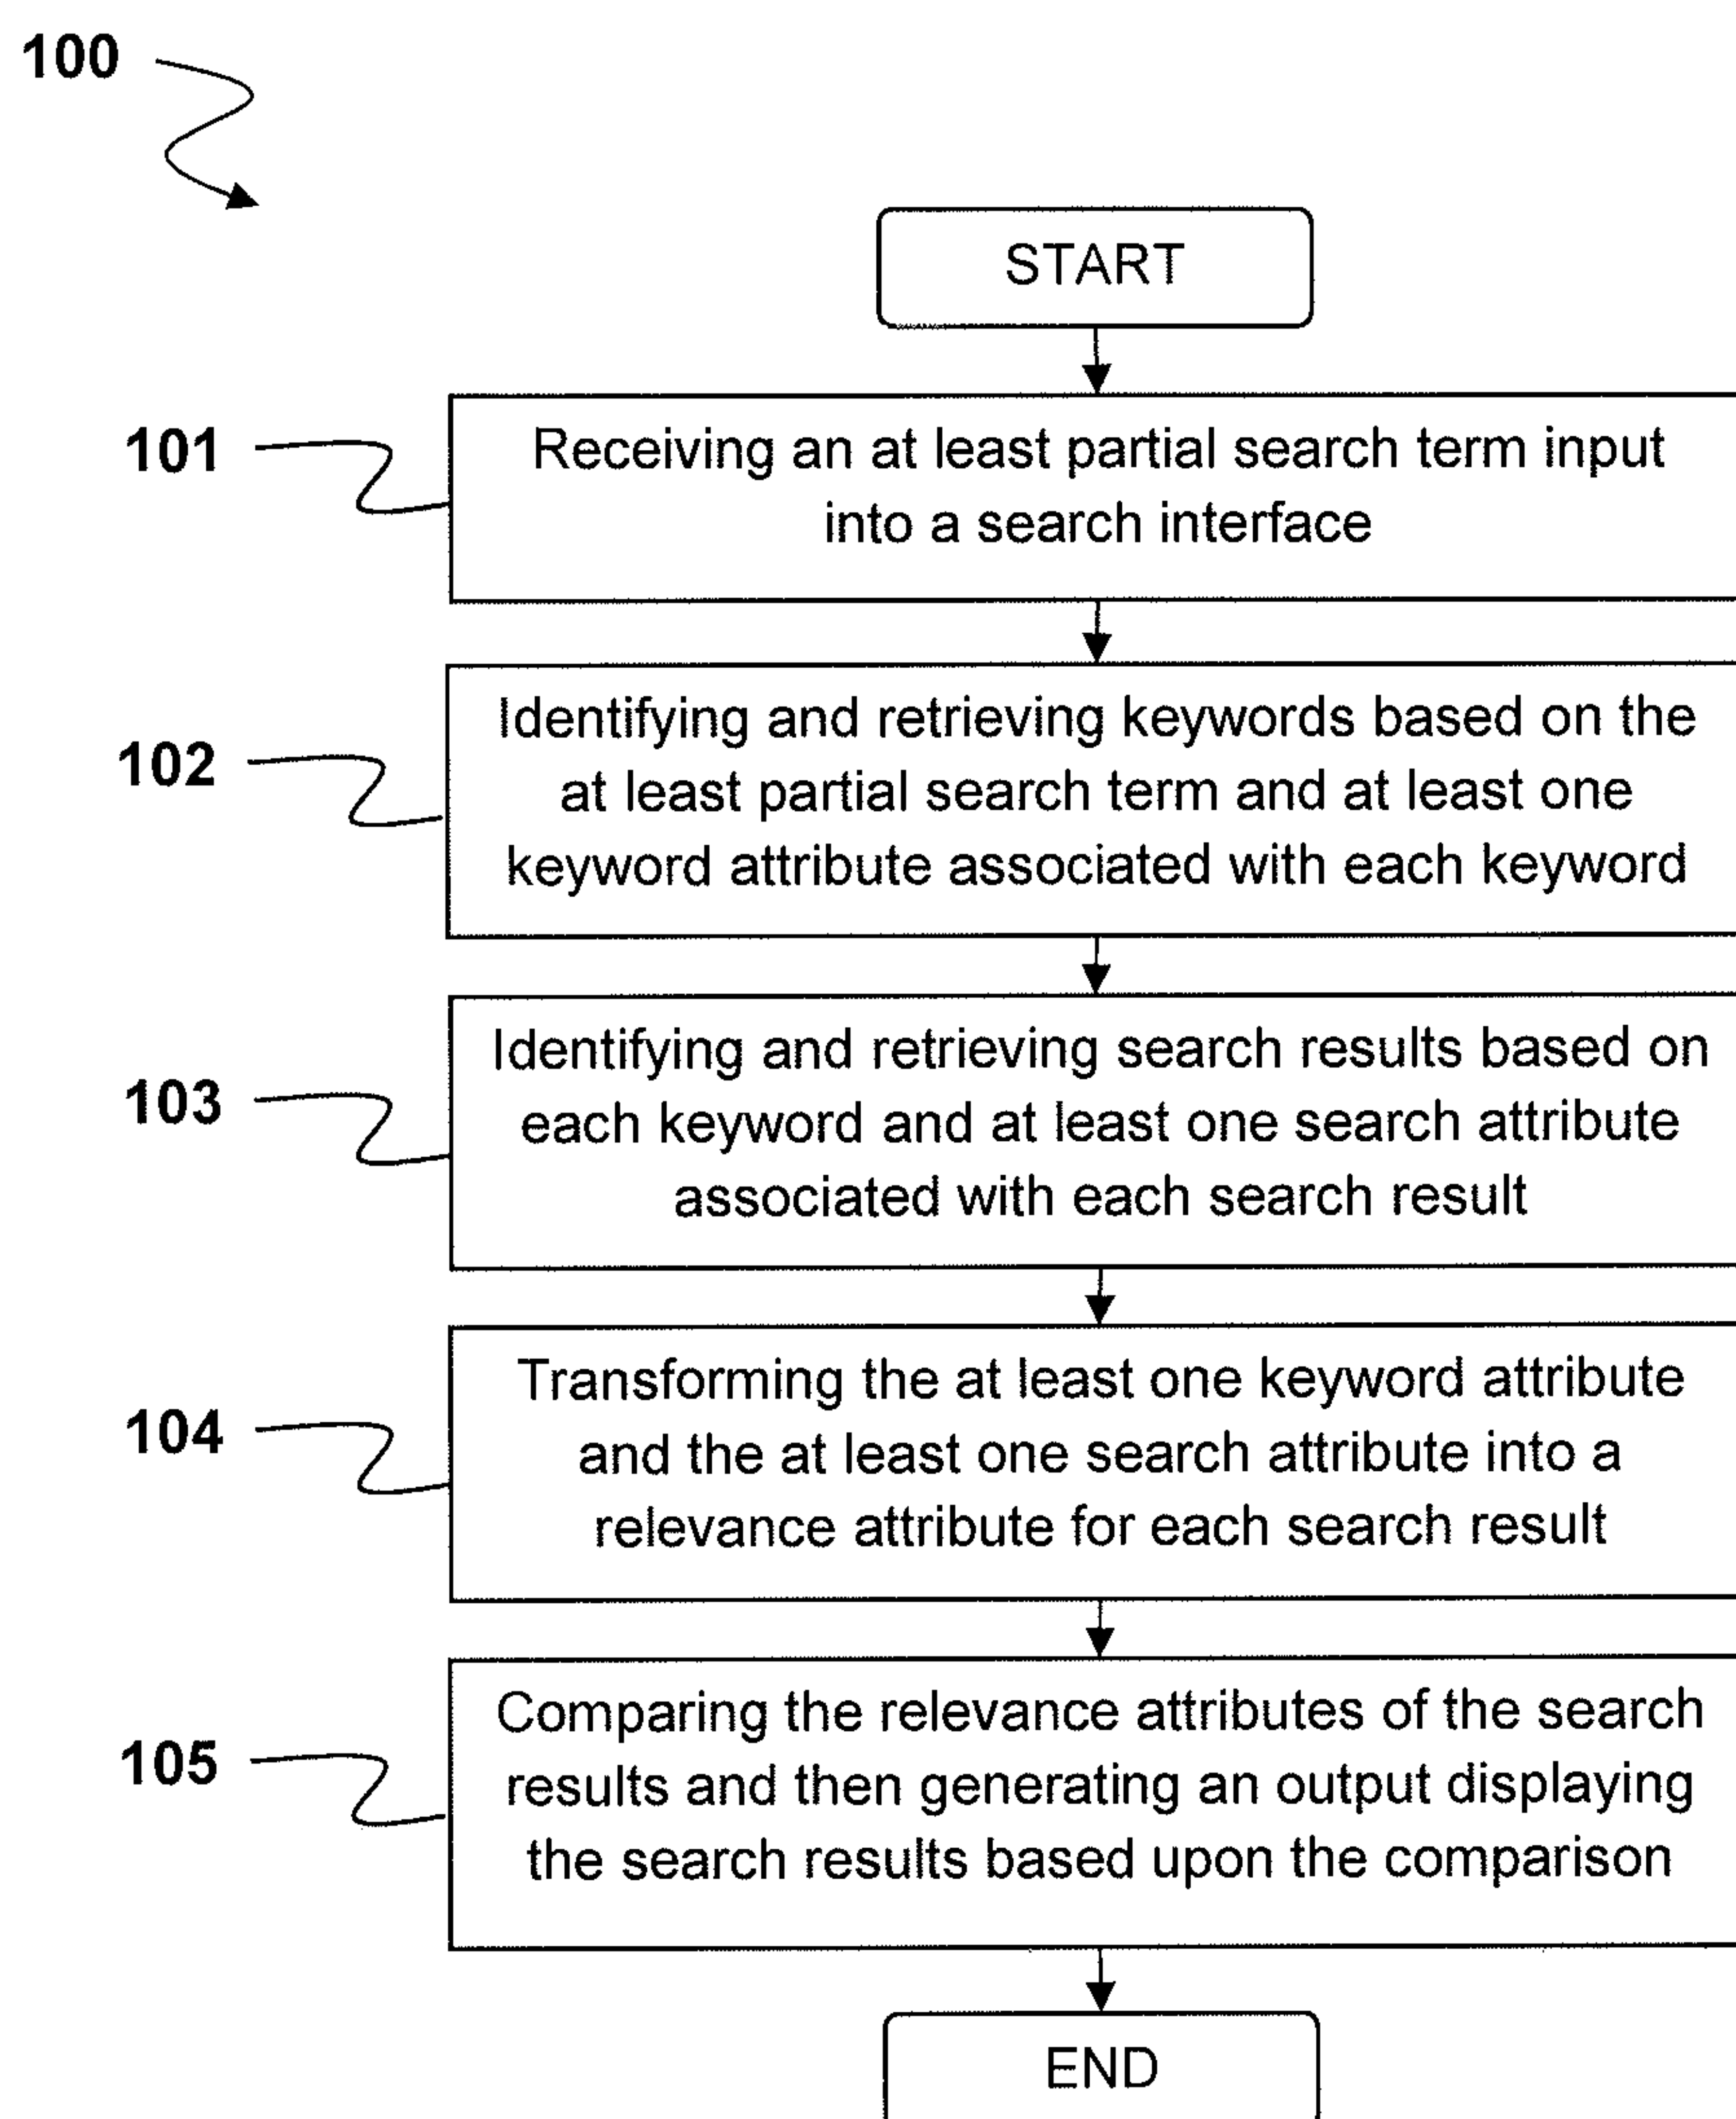 100
START
101
Receiving an at least partial search term input
into a search interface
102
Identifying and retrieving keywords based on the
at least partial search term and at least one
keyword attribute associated with each keyword
103
Identifying and retrieving search results based on
each keyword and at least one search attribute
associated with each search result
104
Transforming the at least one keyword attribute
and the at least one search attribute into a
relevance attribute for each search result
105
Comparing the relevance attributes of the search
results and then generating an output displaying
the search results based upon the comparison
END